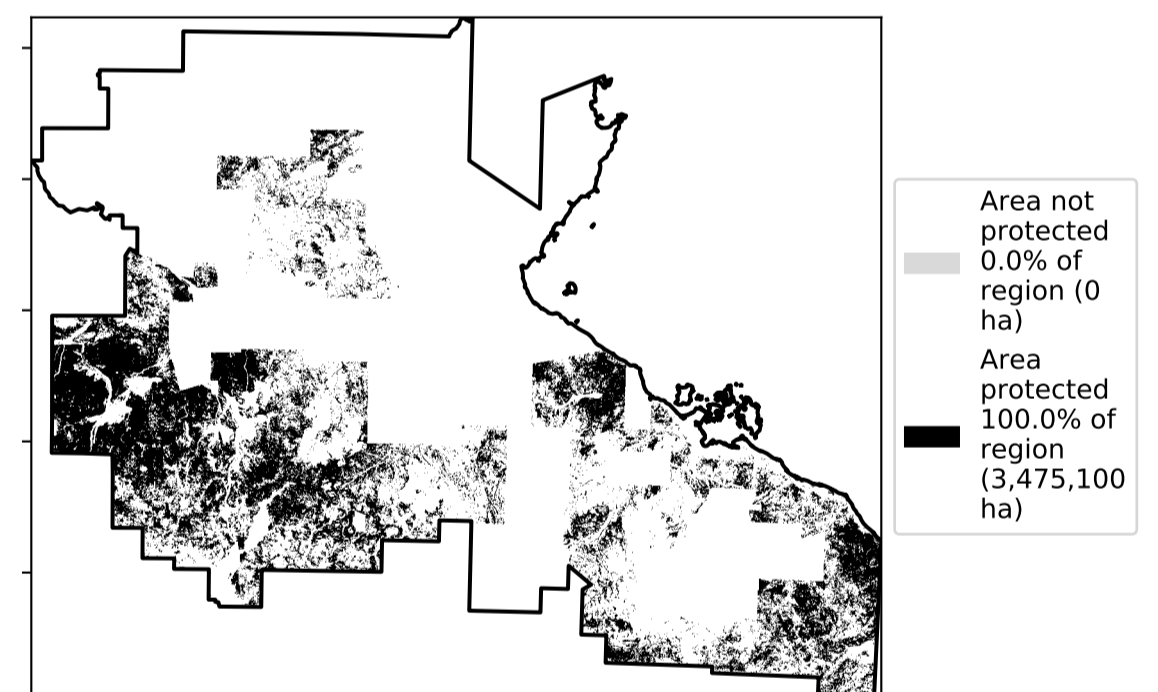 Area not
protected
0.0% of
region (0
ha)
Area
protected
100.0% of
region
(3,475,100
ha)